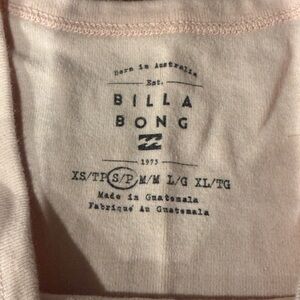 Born in Australia
Est.
BILLA
BONG
1973
XS/TP S/P M/M L/G XL/TG
Made in Guatemala
Fabriqué Au Guatemala